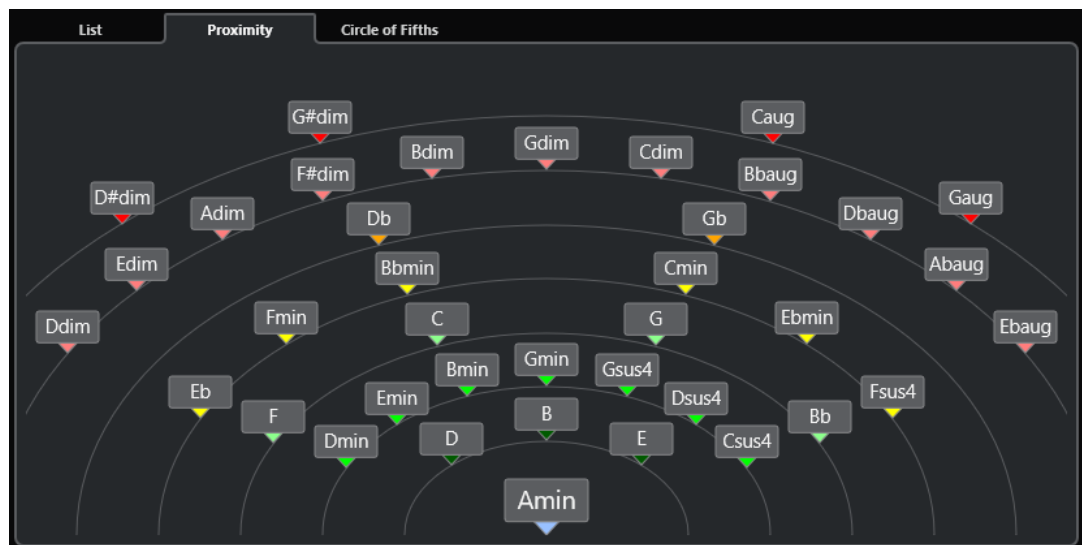 List Proximity Circle of Fifths
G#dim Caug
Bdim Gdim Cdim
F#dim Bbaug
D#dim Adim Dbaug Gaug
Db Gb
Edim Bbmin Cmin Abaug
Ddim Fmin C G Ebmin Ebaug
Bmin Gmin Gsus4
Eb Emin Dsus4 Fsus4
F B Bb
Dmin D E Csus4
Amin